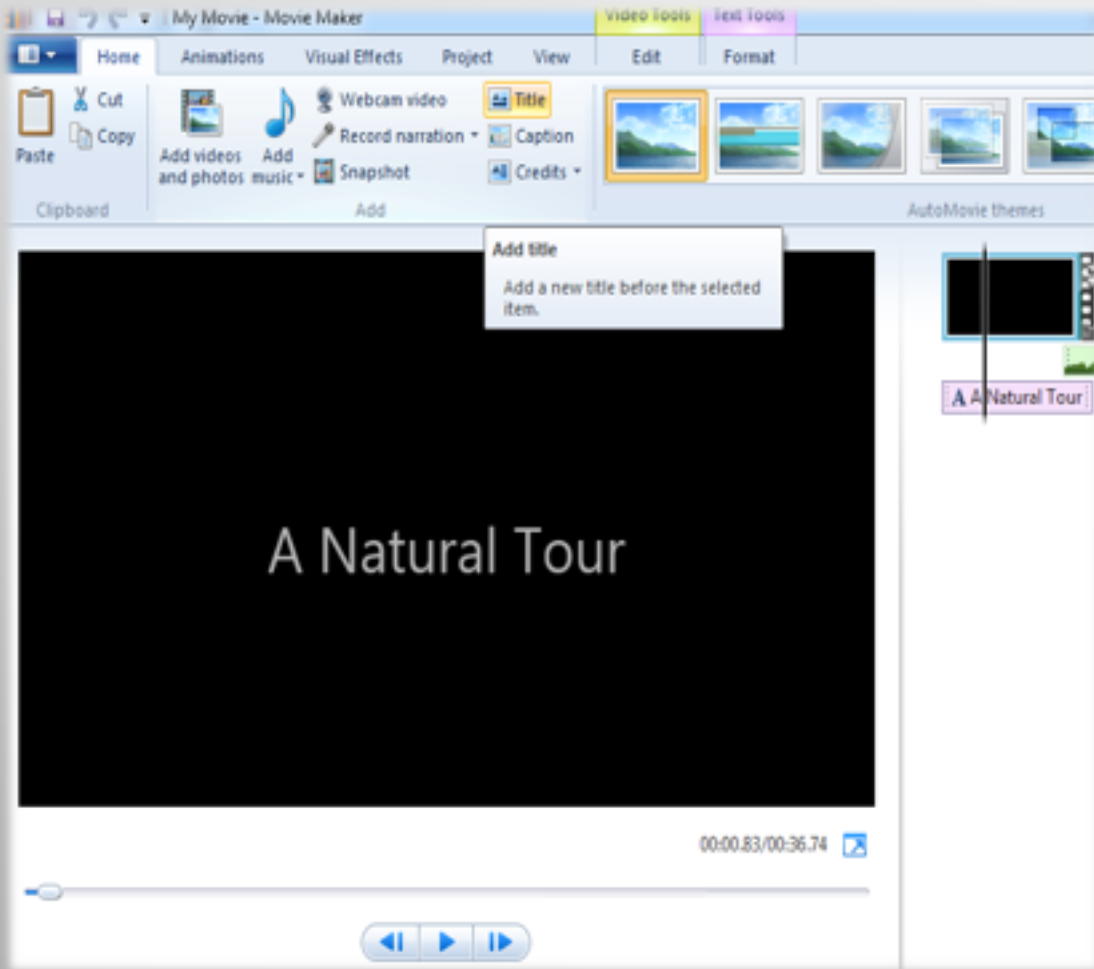 My Movie - Movie Maker
Video Tools
Text Tools
Home
Animations
Visual Effects
Project
View
Edit
Format
Paste
Cut
Copy
Clipboard
Add videos
and photos
Add
music
Webcam video
Record narration
Snapshot
Title
Caption
Credits
Add
AutoMovie themes
Add title
Add a new title before the selected
item.
A Natural Tour
A A Natural Tour
00:00.83/00:36.74